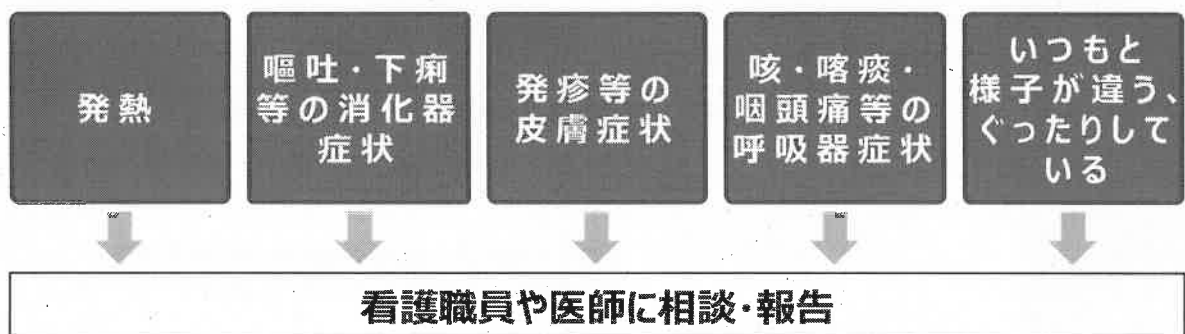 発熱
嘔吐・下痢
等の消化器
症状
発疹等の
皮膚症状
咳・喀痰・
咽頭痛等の
呼吸器症状
いつもと
様子が違う、
ぐったりして
いる
看護職員や医師に相談・報告